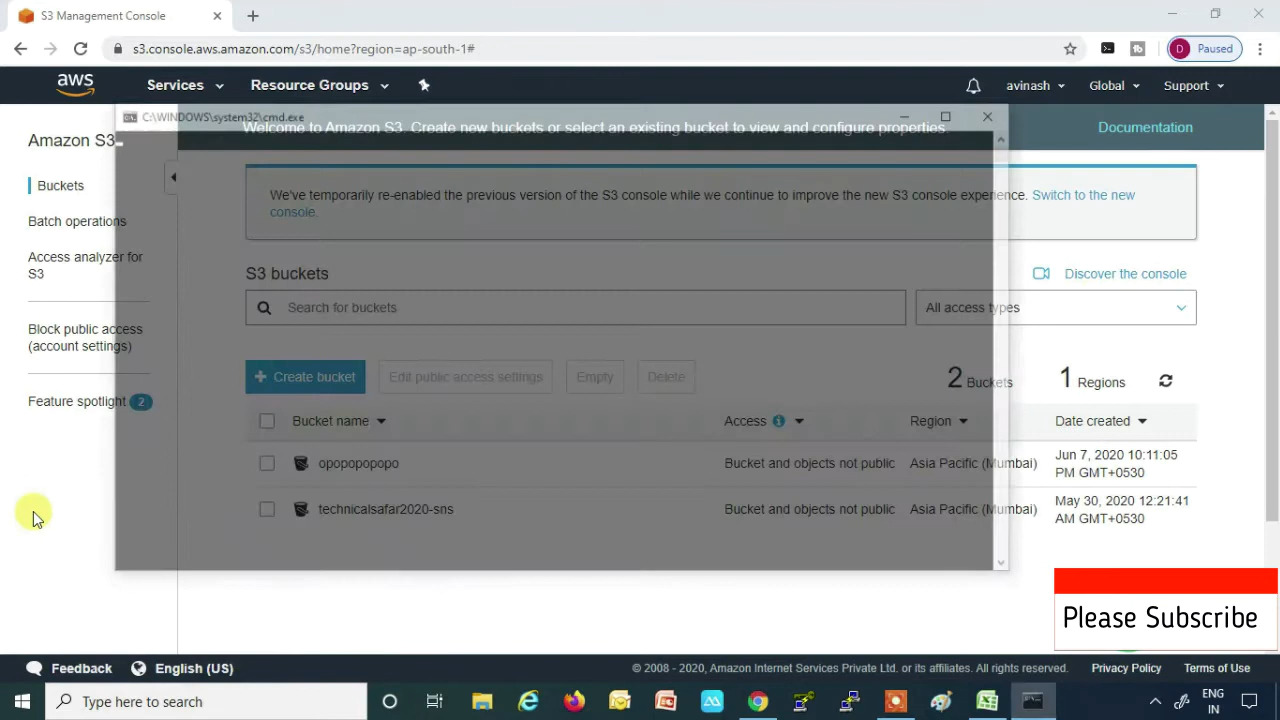 S3 Management Console
s3.console.aws.amazon.com/s3/home?region=ap-south-1#
D Paused
aws
Services
Resource Groups
avinash
Global
Support
C:\WINDOWS\system32\cmd.exe
Welcome to Amazon S3. Create new buckets or select an existing bucket to view and configure properties.
Documentation
Amazon S3
Buckets
Batch operations
Access analyzer for
S3
Block public access
(account settings)
Feature spotlight 2
We've temporarily re-enabled the previous version of the S3 console while we continue to improve the new S3 console experience. Switch to the new
console.
S3 buckets
Discover the console
Search for buckets
All access types
+ Create bucket
Edit public access settings
Empty
Delete
2 Buckets
1 Regions
Bucket name
Access
Region
Date created
opopopopopo
Bucket and objects not public
Asia Pacific (Mumbai)
Jun 7, 2020 10:11:05
PM GMT+0530
technicalsafar2020-sns
Bucket and objects not public
Asia Pacific (Mumbai)
May 30, 2020 12:21:41
AM GMT+0530
Please Subscribe
Feedback
English (US)
© 2008 - 2020, Amazon Internet Services Private Ltd. or its affiliates. All rights reserved.
Privacy Policy
Terms of Use
Type here to search
ENG
IN